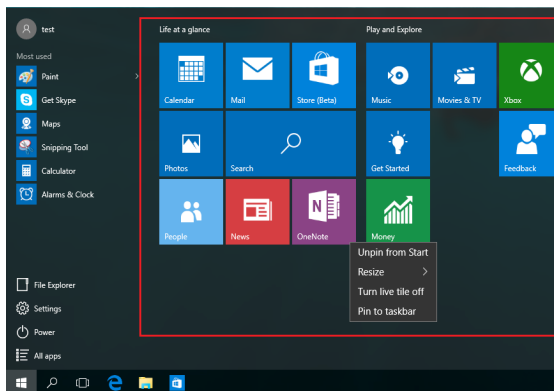 test
Most used
Paint
Get Skype
Maps
Snipping Tool
Calculator
Alarms & Clock
File Explorer
Settings
Power
All apps
Life at a glance
Calendar
Mail
Store (Beta)
Photos
Search
People
News
OneNote
Play and Explore
Music
Movies & TV
Xbox
Get Started
Feedback
Money
Unpin from Start
Resize
Turn live tile off
Pin to taskbar